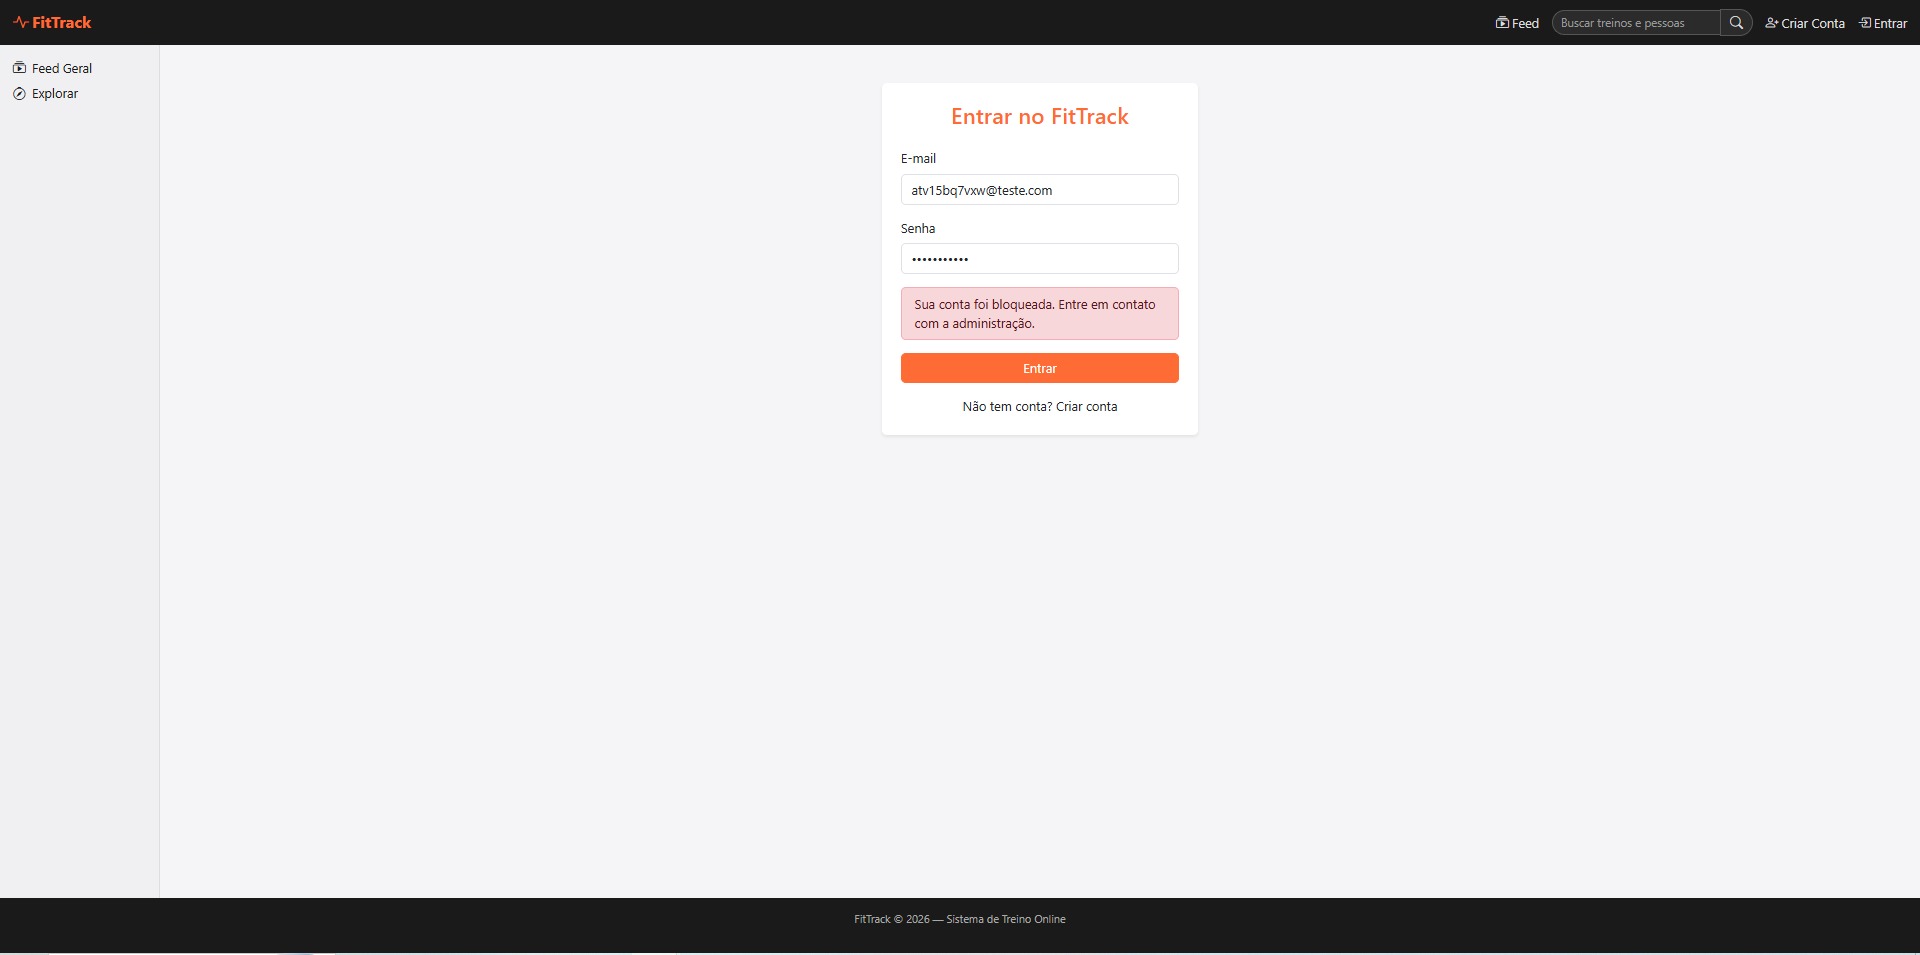 FitTrack
Feed
Buscar treinos e pessoas
Criar Conta
Entrar
Feed Geral
Explorar
Entrar no FitTrack
E-mail
atv15bq7vxw@teste.com
Senha
•••••••••••
Sua conta foi bloqueada. Entre em contato
com a administração.
Entrar
Não tem conta? Criar conta
FitTrack © 2026 — Sistema de Treino Online